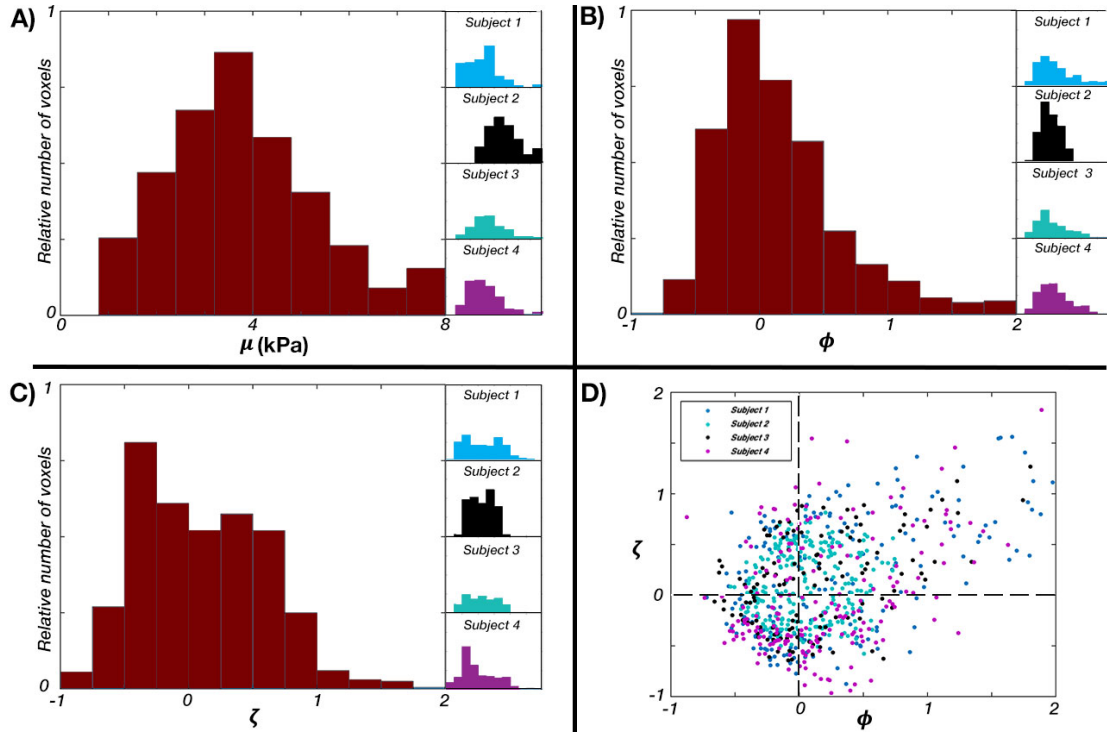 A)
1
Relative number of voxels
0
0
4
8
μ (kPa)
Subject 1
Subject 2
Subject 3
Subject 4
B)
1
Relative number of voxels
0
-1
0
1
2
ϕ
Subject 1
Subject 2
Subject 3
Subject 4
C)
1
Relative number of voxels
0
-1
0
1
2
ζ
Subject 1
Subject 2
Subject 3
Subject 4
D)
2
1
ζ
0
-1
-1
0
1
2
ϕ
Subject 1
Subject 2
Subject 3
Subject 4